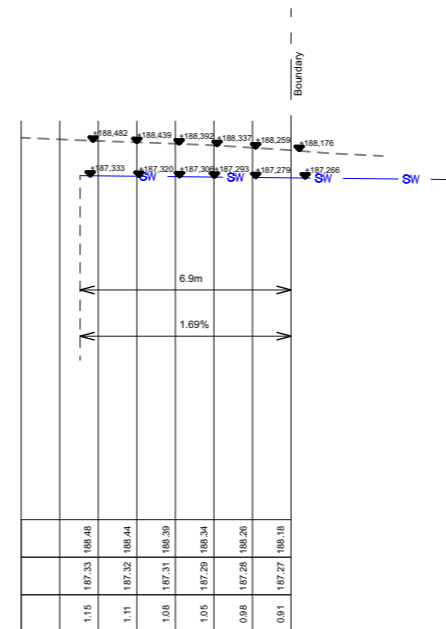 Boundary
+188,482 +188,439 +188,392 +188,337 +188,259 +188,176
+187,333 +187,320 +187,306 +187,293 +187,279 +187,266
SW SW SW SW
6.9m
1.69%
188.48 188.44 188.39 188.34 188.26 188.18
187.33 187.32 187.31 187.29 187.28 187.27
1.15 1.11 1.08 1.05 0.98 0.91